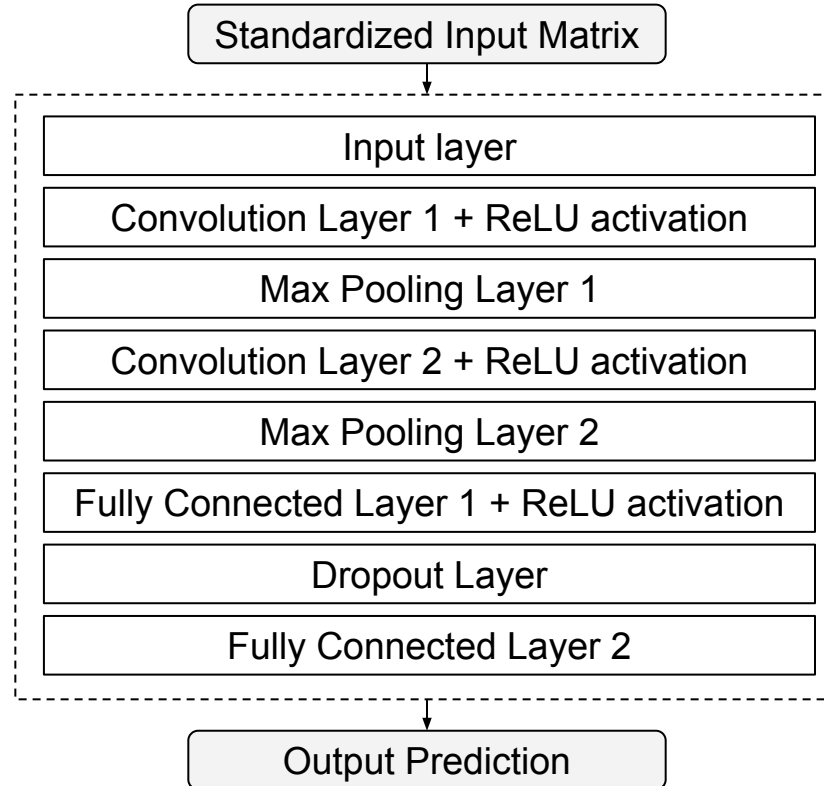 Standardized Input Matrix
Input layer
Convolution Layer 1 + ReLU activation
Max Pooling Layer 1
Convolution Layer 2 + ReLU activation
Max Pooling Layer 2
Fully Connected Layer 1 + ReLU activation
Dropout Layer
Fully Connected Layer 2
Output Prediction